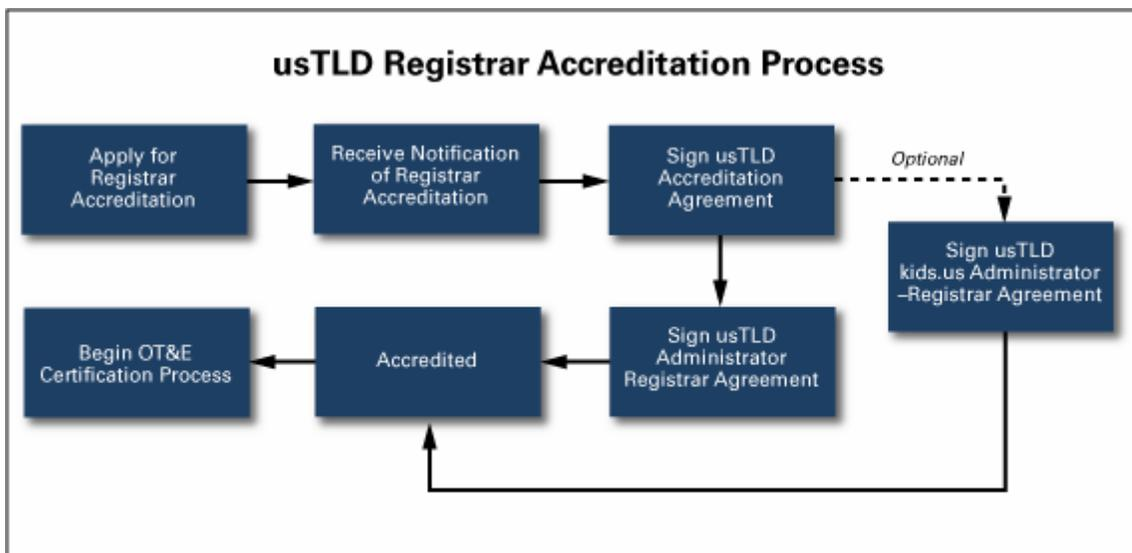 usTLD Registrar Accreditation Process
Apply for
Registrar
Accreditation
Receive Notification
of Registrar
Accreditation
Sign usTLD
Accreditation
Agreement
Optional
Sign usTLD
kids.us Administrator
–Registrar Agreement
Sign usTLD
Administrator
Registrar Agreement
Accredited
Begin OT&E
Certification Process